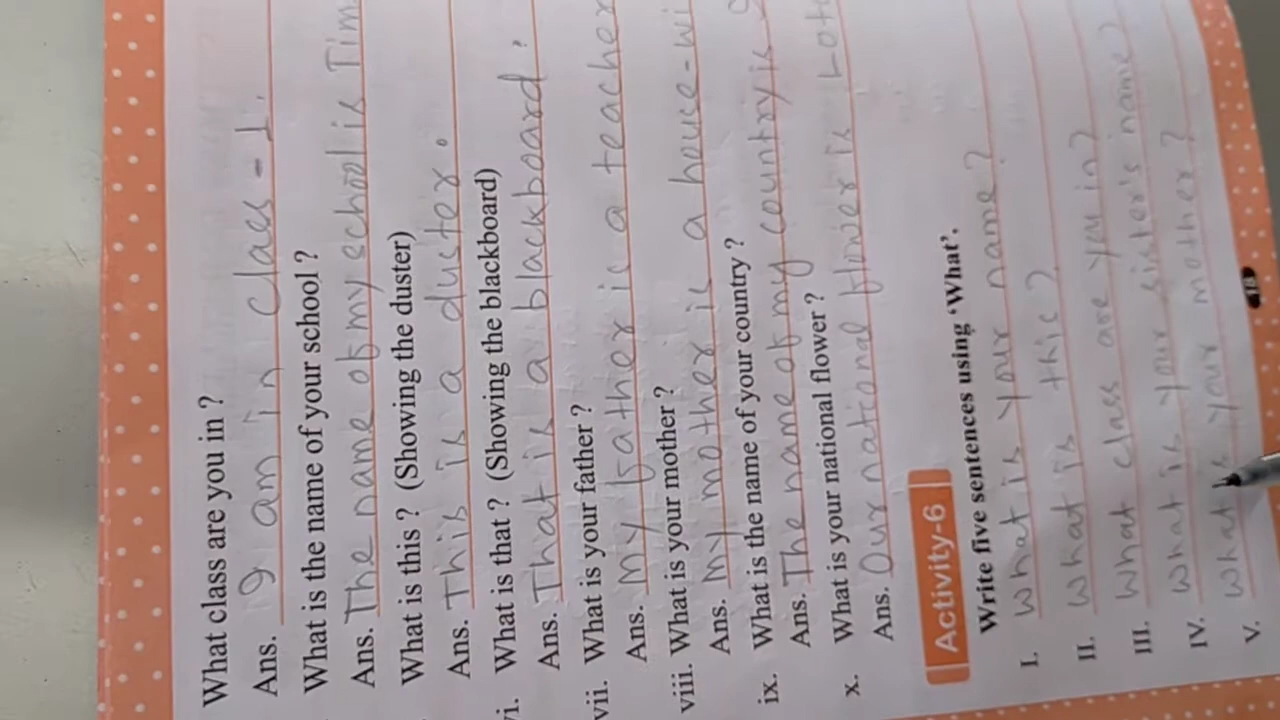 What class are you in ?
Ans. I am in class - I.
What is the name of your school ?
Ans. The name of my school is Tim
What is this ? (Showing the duster)
Ans. This is a duster.
vi. What is that ? (Showing the blackboard)
Ans. That is a blackboard.
vii. What is your father ?
Ans. My father is a teacher
viii. What is your mother ?
Ans. My mother is a house-wi
ix. What is the name of your country ?
Ans. The name of my country is
x. What is your national flower ?
Ans. Our national flower is Lot
Activity-6
Write five sentences using 'What'.
I. What is your name?
II. What is this?
III. What class are you in?
IV. What is your sister's name?
V. What is your mother?